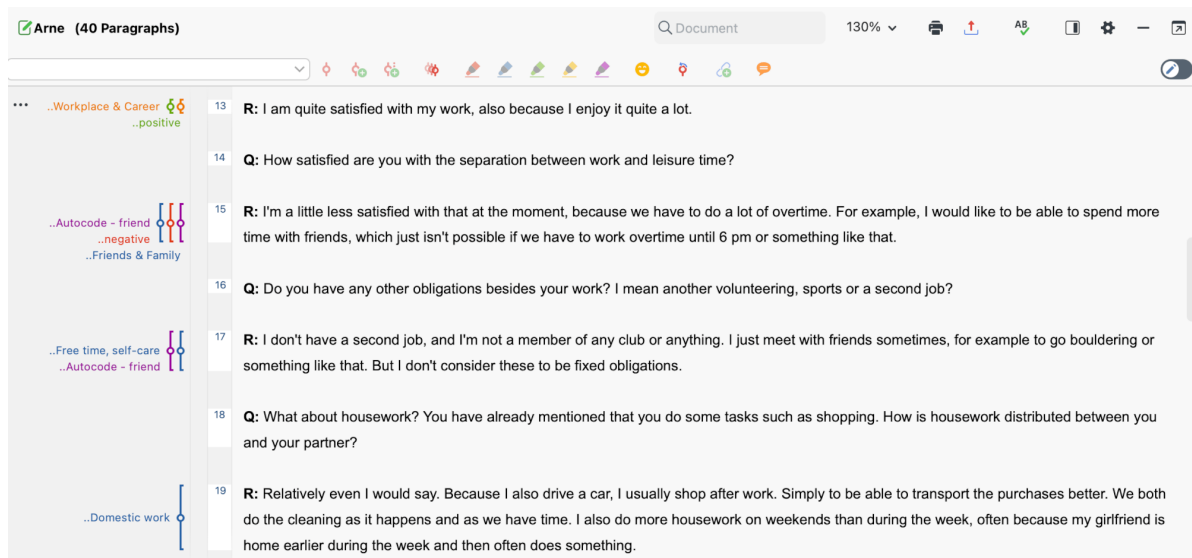 Arne (40 Paragraphs)
Document
130%
AB
..Workplace & Career
..positive
13
R: I am quite satisfied with my work, also because I enjoy it quite a lot.
14
Q: How satisfied are you with the separation between work and leisure time?
..Autocode - friend
..negative
..Friends & Family
15
R: I'm a little less satisfied with that at the moment, because we have to do a lot of overtime. For example, I would like to be able to spend more
time with friends, which just isn't possible if we have to work overtime until 6 pm or something like that.
16
Q: Do you have any other obligations besides your work? I mean another volunteering, sports or a second job?
..Free time, self-care
..Autocode - friend
17
R: I don't have a second job, and I'm not a member of any club or anything. I just meet with friends sometimes, for example to go bouldering or
something like that. But I don't consider these to be fixed obligations.
18
Q: What about housework? You have already mentioned that you do some tasks such as shopping. How is housework distributed between you
and your partner?
..Domestic work
19
R: Relatively even I would say. Because I also drive a car, I usually shop after work. Simply to be able to transport the purchases better. We both
do the cleaning as it happens and as we have time. I also do more housework on weekends than during the week, often because my girlfriend is
home earlier during the week and then often does something.